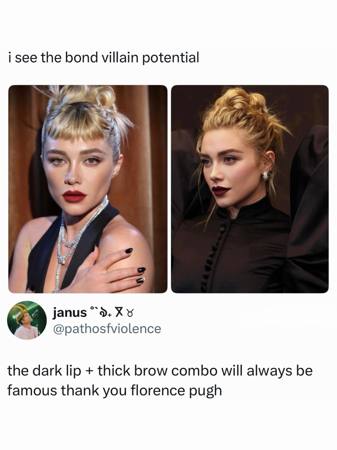 i see the bond villain potential
janus
@pathosfviolence
the dark lip + thick brow combo will always be
famous thank you florence pugh